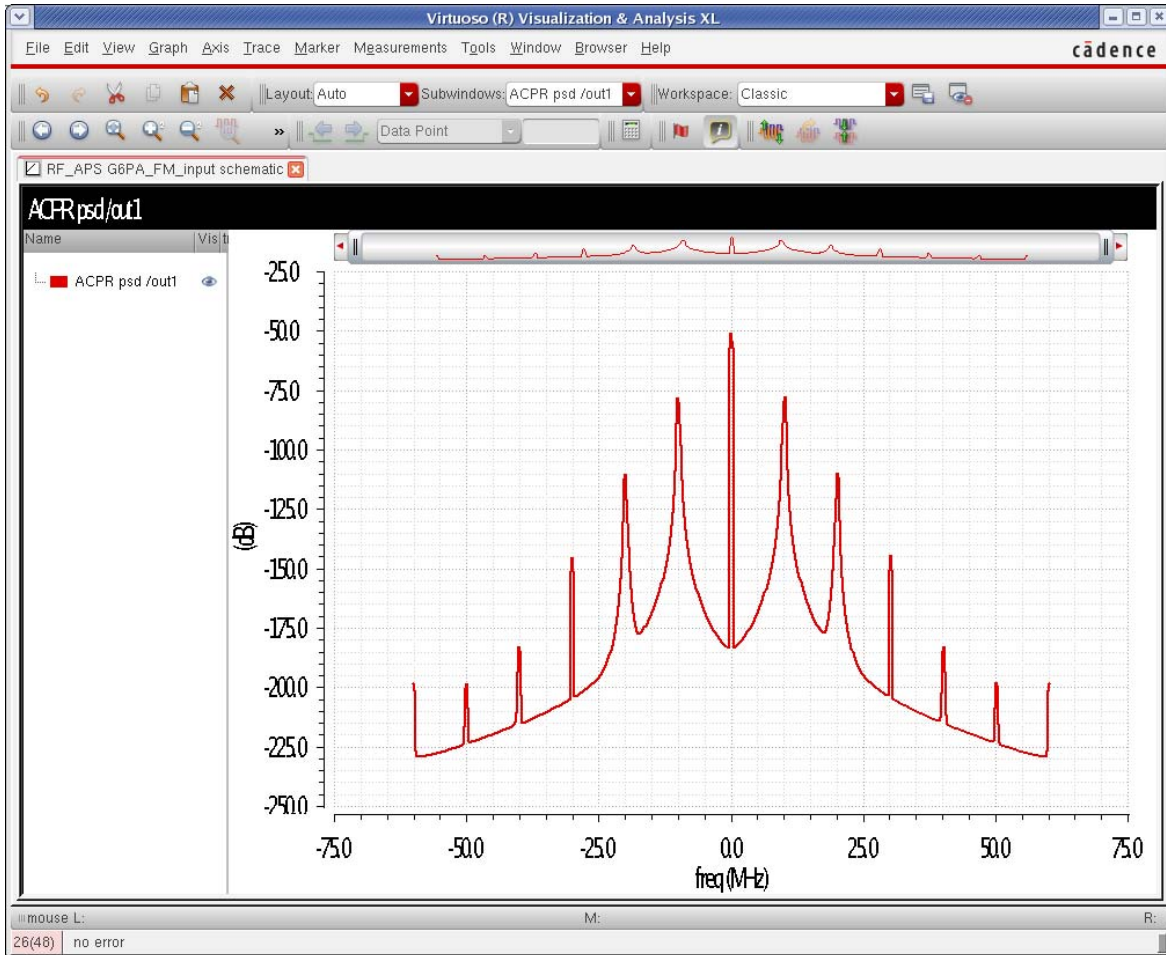 Virtuoso (R) Visualization & Analysis XL
File Edit View Graph Axis Trace Marker Measurements Tools Window Browser Help
cādence
Layout: Auto Subwindows: ACPR psd /out1 Workspace: Classic
» Data Point
RF_APS G6PA_FM_input schematic
ACPR psd /out1
Name Vis
ACPR psd /out1
-25.0
-50.0
-75.0
-100.0
-125.0
-150.0
-175.0
-200.0
-225.0
-250.0
(dB)
-75.0 -50.0 -25.0 0.0 25.0 50.0 75.0
freq (MHz)
mouse L: M: R:
26(48) no error